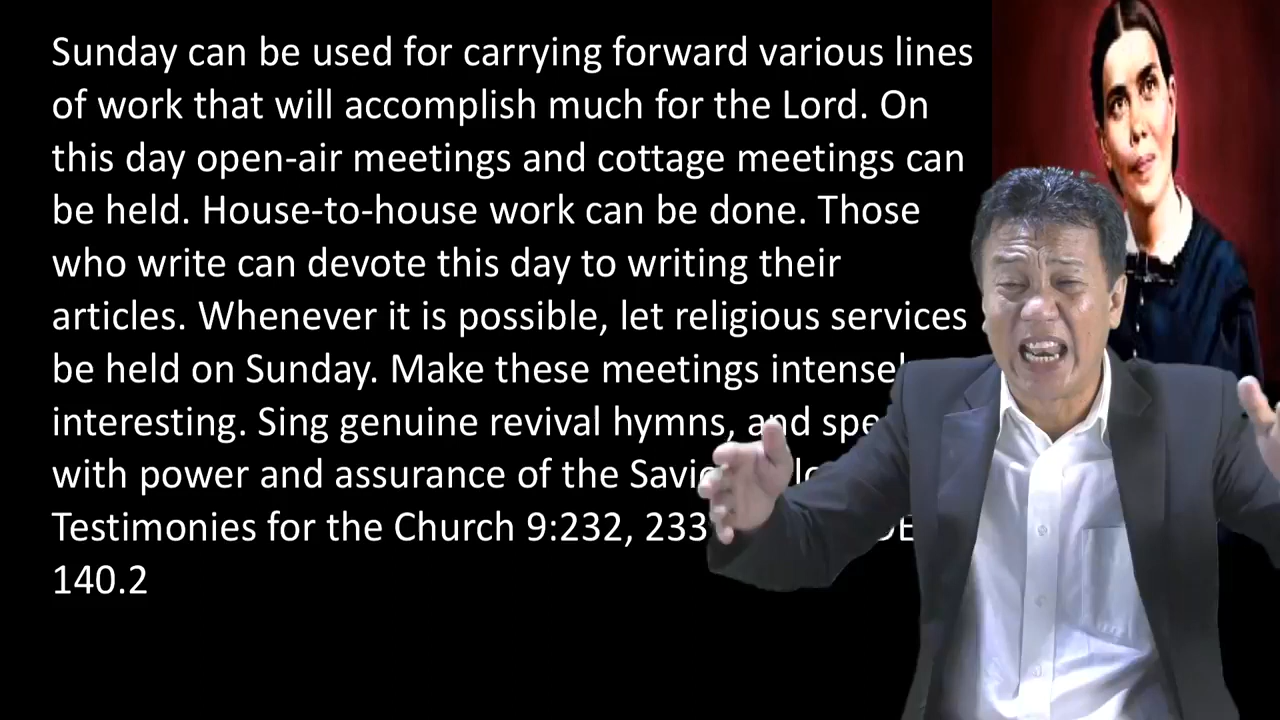 Sunday can be used for carrying forward various lines
of work that will accomplish much for the Lord. On
this day open-air meetings and cottage meetings can
be held. House-to-house work can be done. Those
who write can devote this day to writing their
articles. Whenever it is possible, let religious services
be held on Sunday. Make these meetings
interesting. Sing genuine revival hymns, and
with power and assurance of the
Testimonies for the Church 9:232, 233
140.2